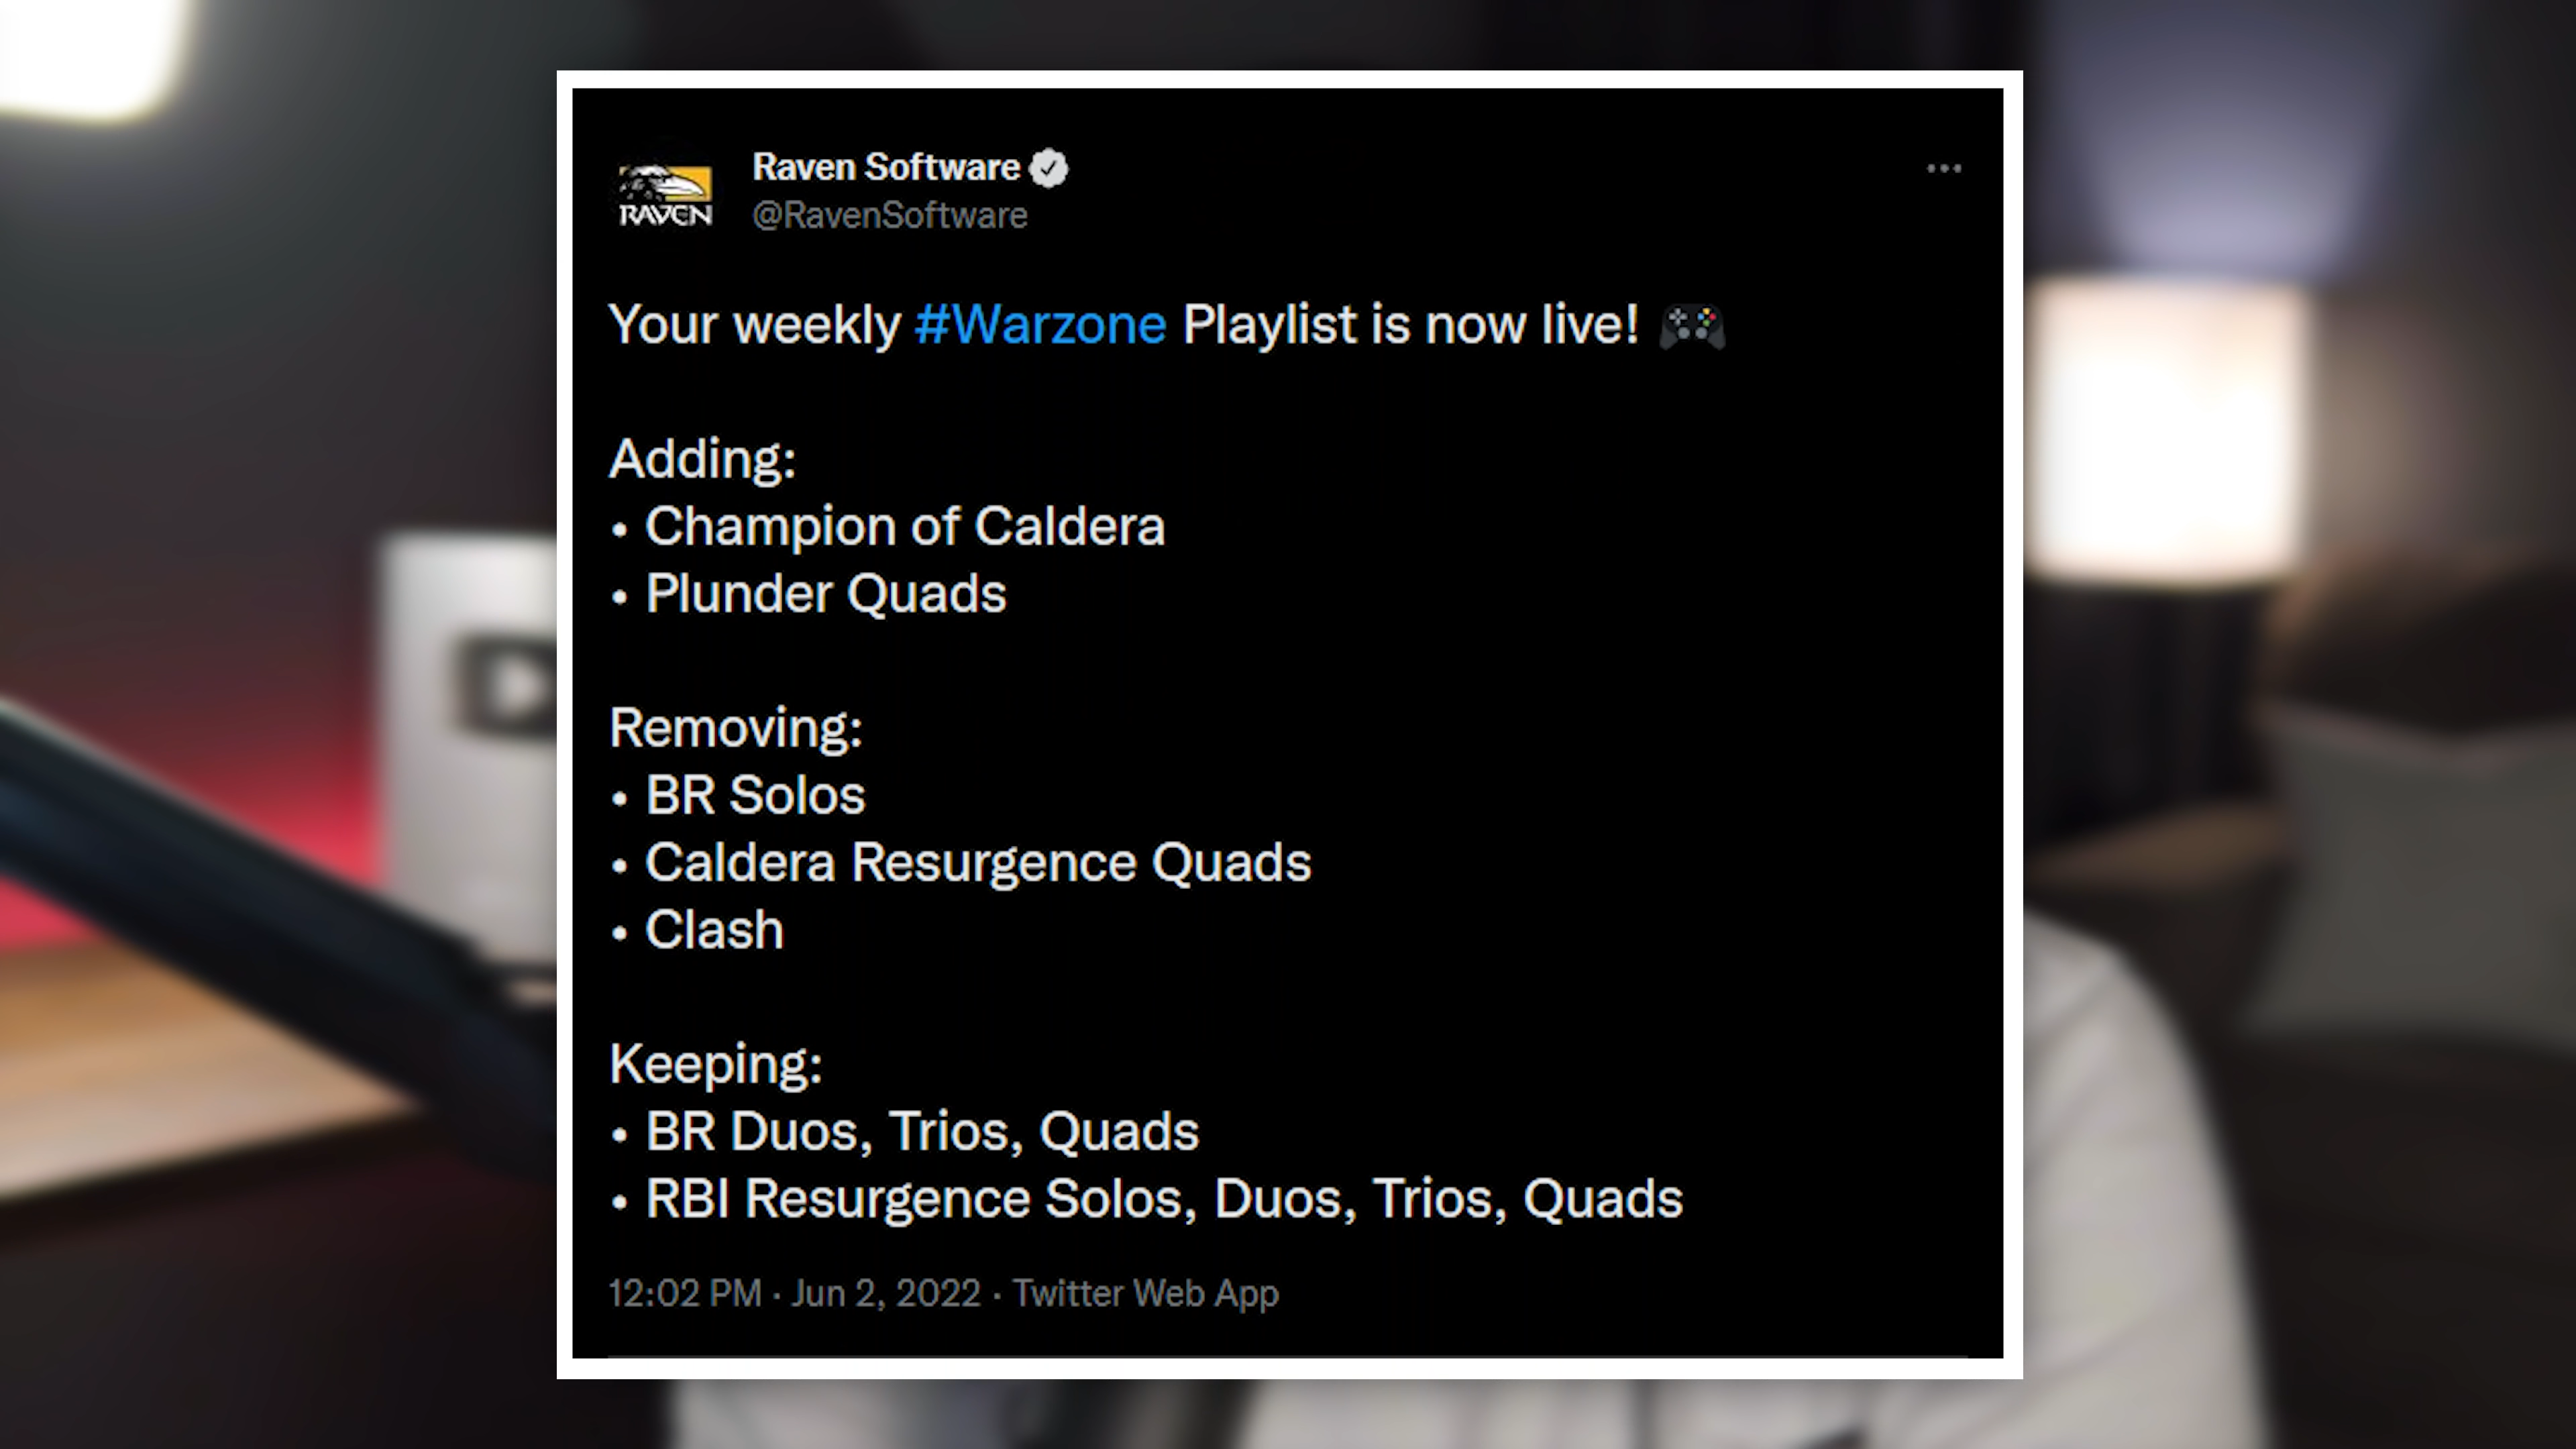 RAVEN
Raven Software
@RavenSoftware
Your weekly #Warzone Playlist is now live! 🎮
Adding:
• Champion of Caldera
• Plunder Quads
Removing:
• BR Solos
• Caldera Resurgence Quads
• Clash
Keeping:
• BR Duos, Trios, Quads
• RBI Resurgence Solos, Duos, Trios, Quads
12:02 PM · Jun 2, 2022 · Twitter Web App